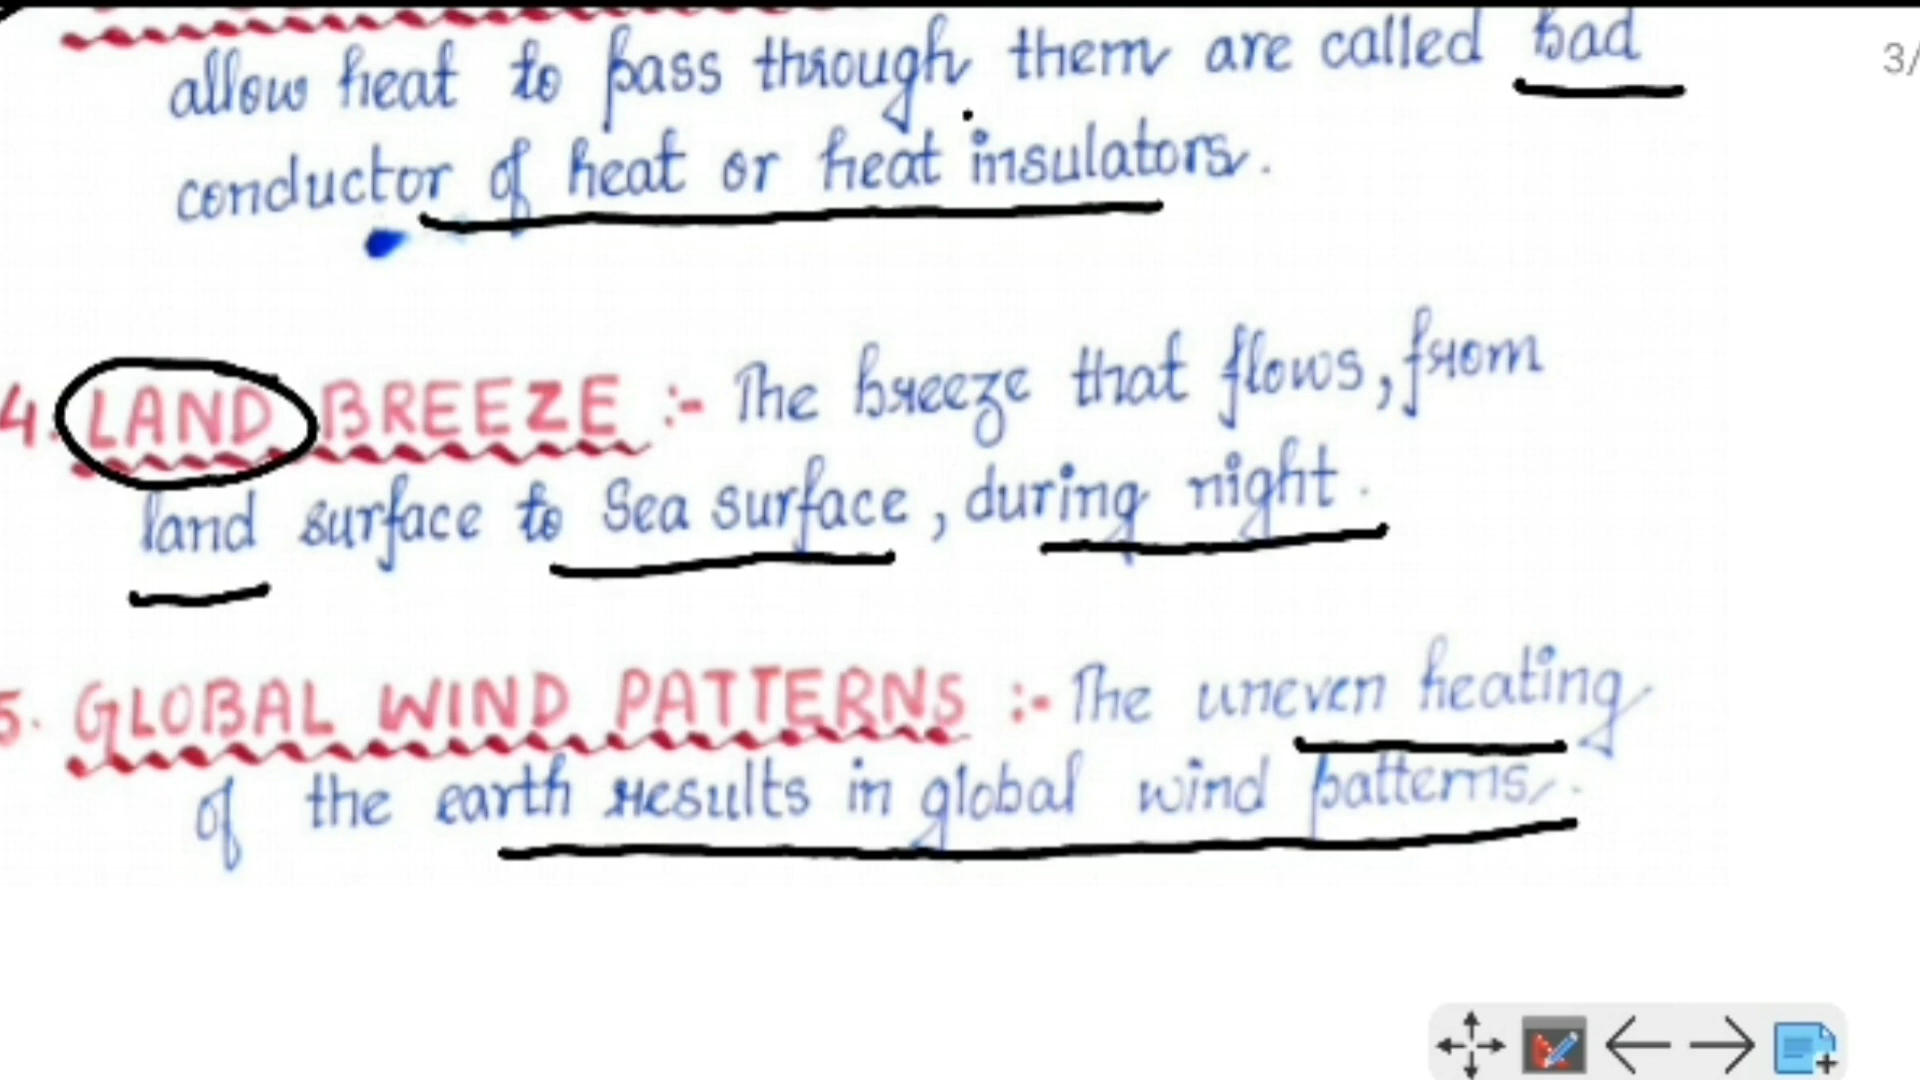 allow heat to pass through them are called bad
3/
conductor of heat or heat insulators.
4. LAND BREEZE :- The breeze that flows, from
land surface to Sea surface, during night.
5. GLOBAL WIND PATTERNS :- The uneven heating
of the earth results in global wind patterns.